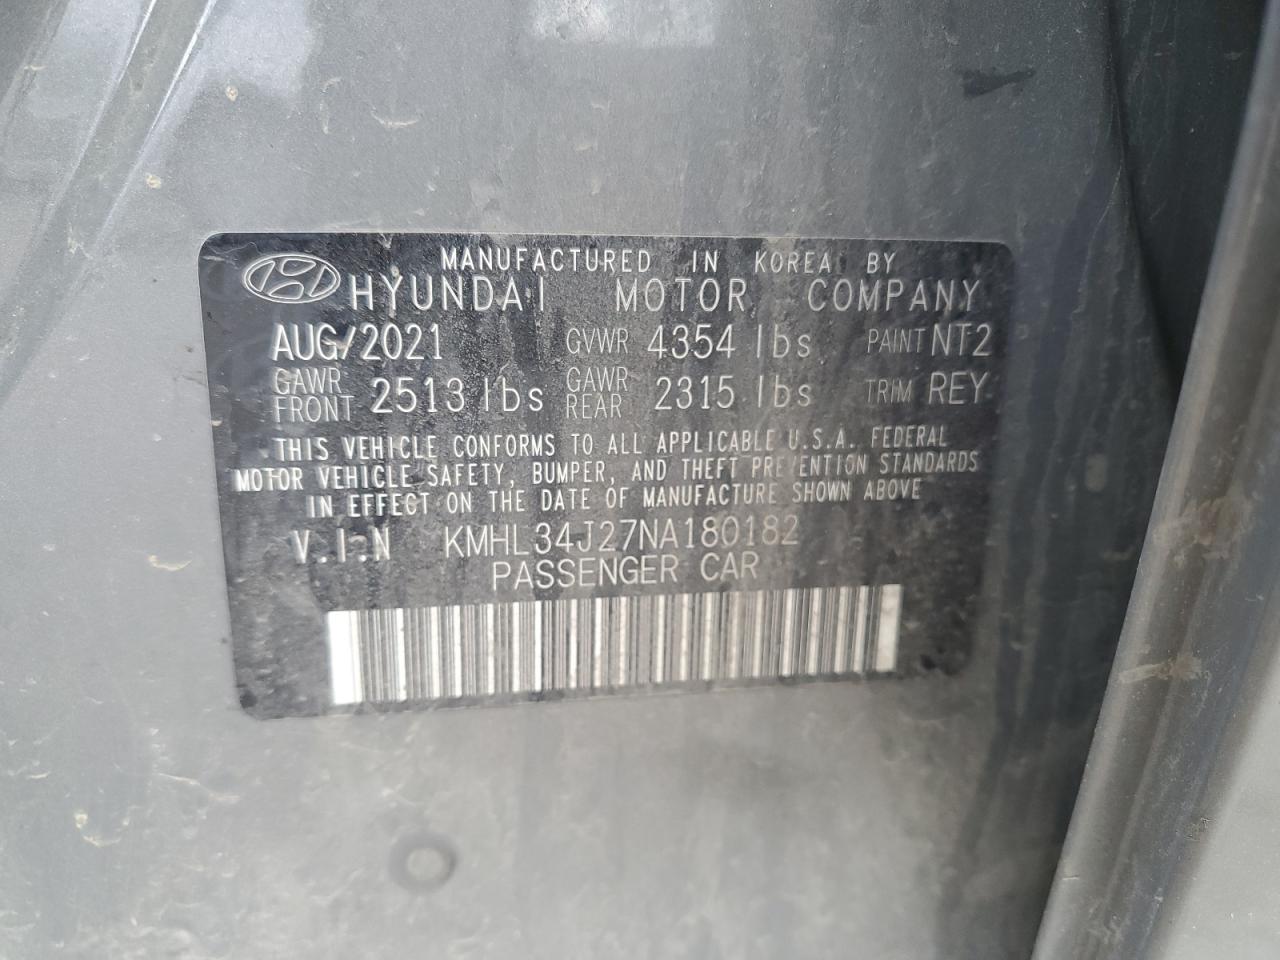 MANUFACTURED IN KOREA BY
HYUNDAI MOTOR COMPANY
AUG/2021 GVWR 4354 lbs PAINT NT2
GAWR FRONT 2513 lbs GAWR REAR 2315 lbs TRIM REY
THIS VEHICLE CONFORMS TO ALL APPLICABLE U.S.A. FEDERAL
MOTOR VEHICLE SAFETY, BUMPER, AND THEFT PREVENTION STANDARDS
IN EFFECT ON THE DATE OF MANUFACTURE SHOWN ABOVE
V.I.N KMHL34J27NA180182
PASSENGER CAR